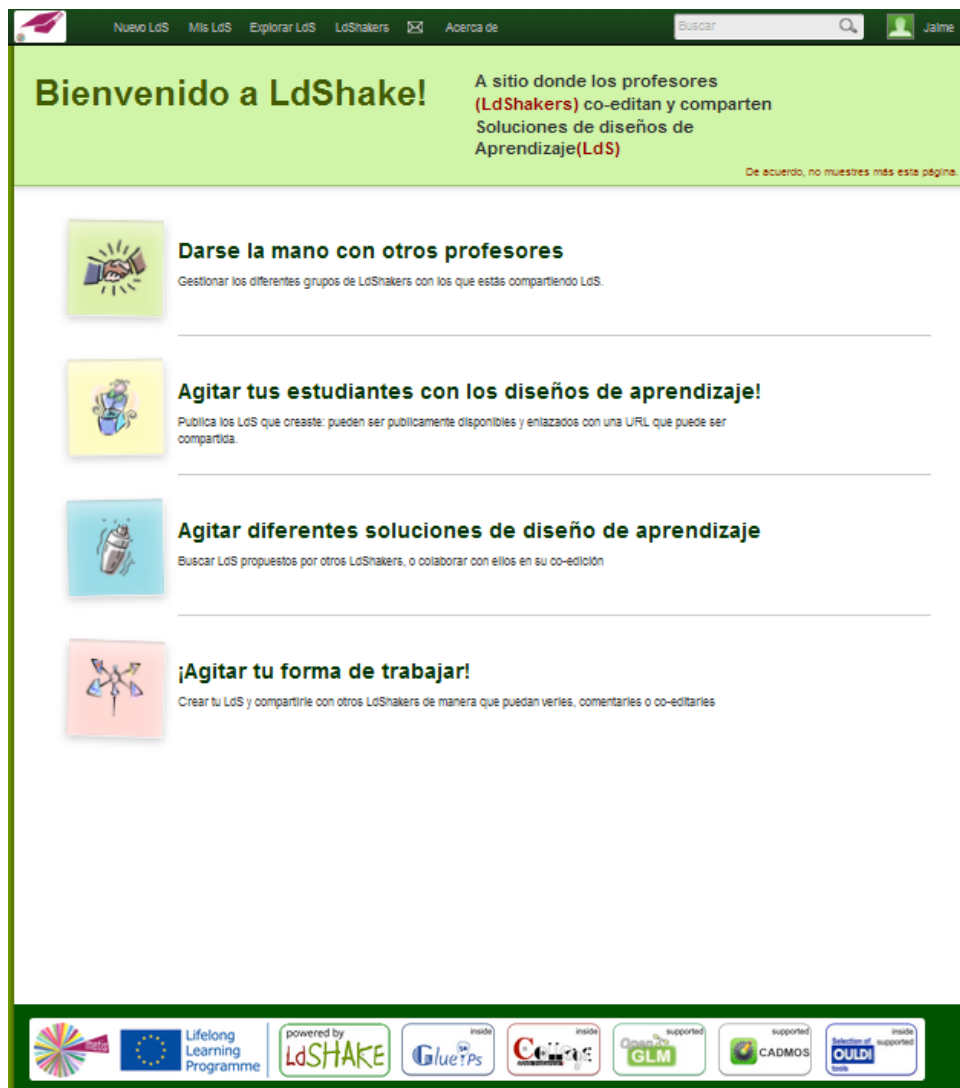 Nuevo LdS Mis LdS Explorar LdS LdShakers Acerca de Buscar Jaime
Bienvenido a LdShake!
A sitio donde los profesores
(LdShakers) co-editan y comparten
Soluciones de diseños de
Aprendizaje(LdS)
De acuerdo, no muestres más esta página.
Darse la mano con otros profesores
Gestionar los diferentes grupos de LdShakers con los que estás compartiendo LdS.
Agitar tus estudiantes con los diseños de aprendizaje!
Publica los LdS que creaste: pueden ser publicamente disponibles y enlazados con una URL que puede ser
compartida.
Agitar diferentes soluciones de diseño de aprendizaje
Buscar LdS propuestos por otros LdShakers, o colaborar con ellos en su co-edición
¡Agitar tu forma de trabajar!
Crear tu LdS y compartirle con otros LdShakers de manera que puedan verles, comentarles o co-editarles
metis
Lifelong
Learning
Programme
powered by
LdSHAKE
inside
Glue!Ps
inside
Collage
supported
Open
GLM
supported
CADMOS
inside
Selection of supported
OULDI
tools